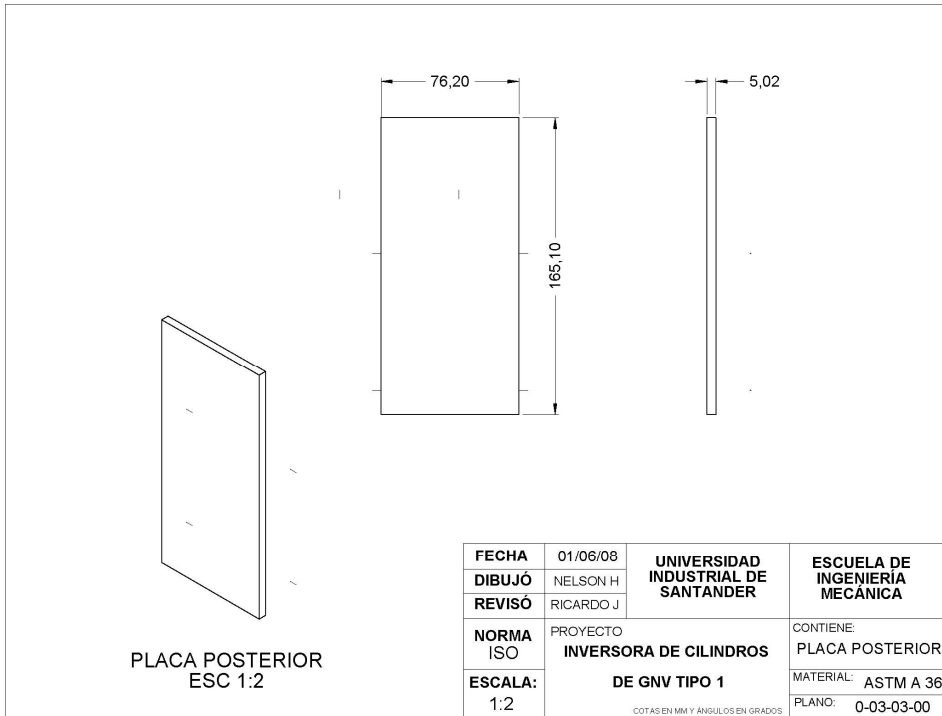 76,20
5,02
165,10
PLACA POSTERIOR
ESC 1:2
FECHA 01/06/08
DIBUJÓ NELSON H
REVISÓ RICARDO J
UNIVERSIDAD
INDUSTRIAL DE
SANTANDER
ESCUELA DE
INGENIERÍA
MECÁNICA
NORMA
ISO
PROYECTO
INVERSORA DE CILINDROS
DE GNV TIPO 1
COTAS EN MM Y ÁNGULOS EN GRADOS
CONTIENE:
PLACA POSTERIOR
ESCALA:
1:2
MATERIAL: ASTM A 36
PLANO: 0-03-03-00